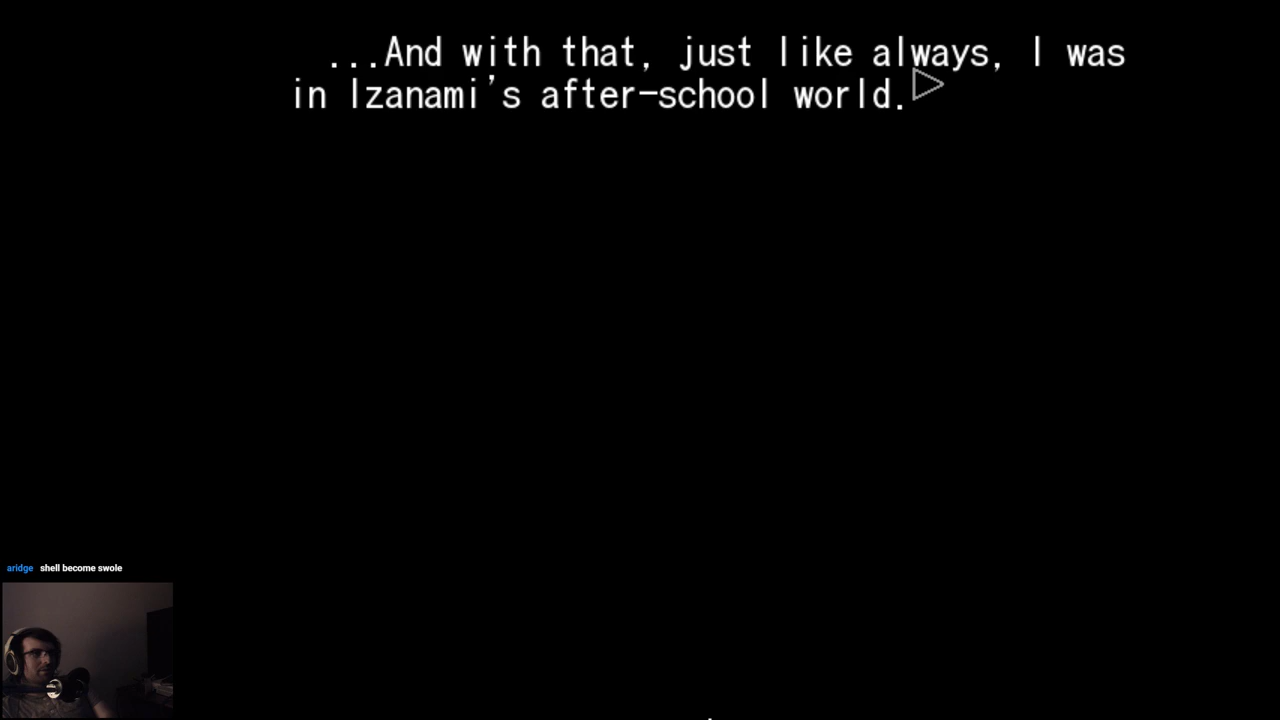 ...And with that, just like always, I was
in Izanami's after-school world.
aridge shell become swole